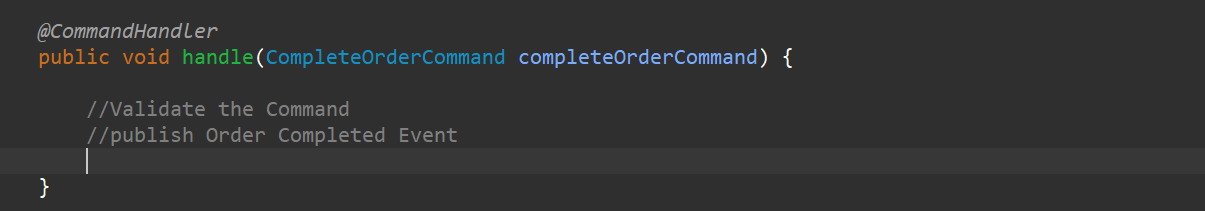 @CommandHandler
public void handle(CompleteOrderCommand completeOrderCommand) {
//Validate the Command
//publish Order Completed Event
}